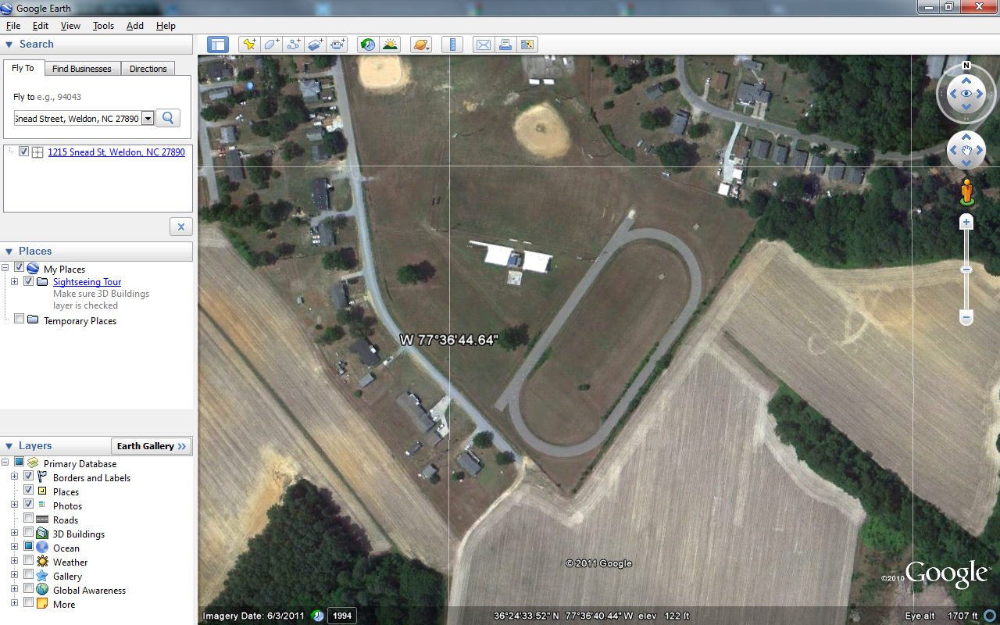 Google Earth
File Edit View Tools Add Help
Search
Fly To Find Businesses Directions
Fly to e.g., 94043
Snead Street, Weldon, NC 27890
1215 Snead St, Weldon, NC 27890
Places
My Places
Sightseeing Tour
Make sure 3D Buildings
layer is checked
Temporary Places
Layers
Earth Gallery >>
Primary Database
Borders and Labels
Places
Photos
Roads
3D Buildings
Ocean
Weather
Gallery
Global Awareness
More
N
W 77°36'44.64"
© 2011 Google
©2010 Google™
Imagery Date: 6/3/2011 1994
36°24'33.52" N 77°36'40.44" W elev 122 ft
Eye alt 1707 ft